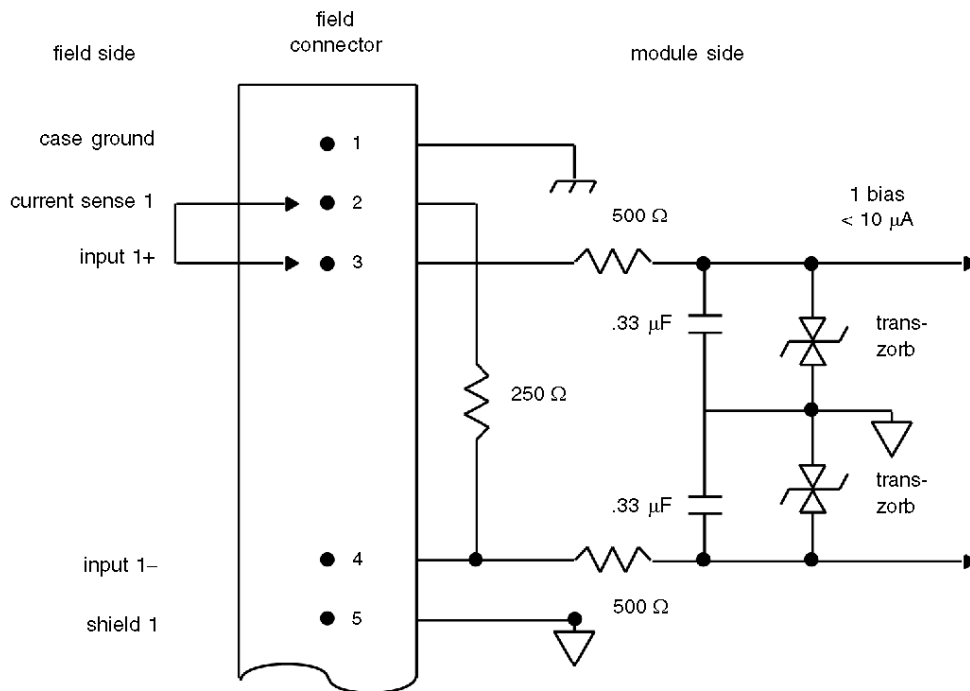 field
connector
field side
module side
case ground
1
current sense 1
2
input 1+
3
500 Ω
1 bias
< 10 μA
.33 μF
trans-
zorb
250 Ω
.33 μF
trans-
zorb
input 1–
4
500 Ω
shield 1
5